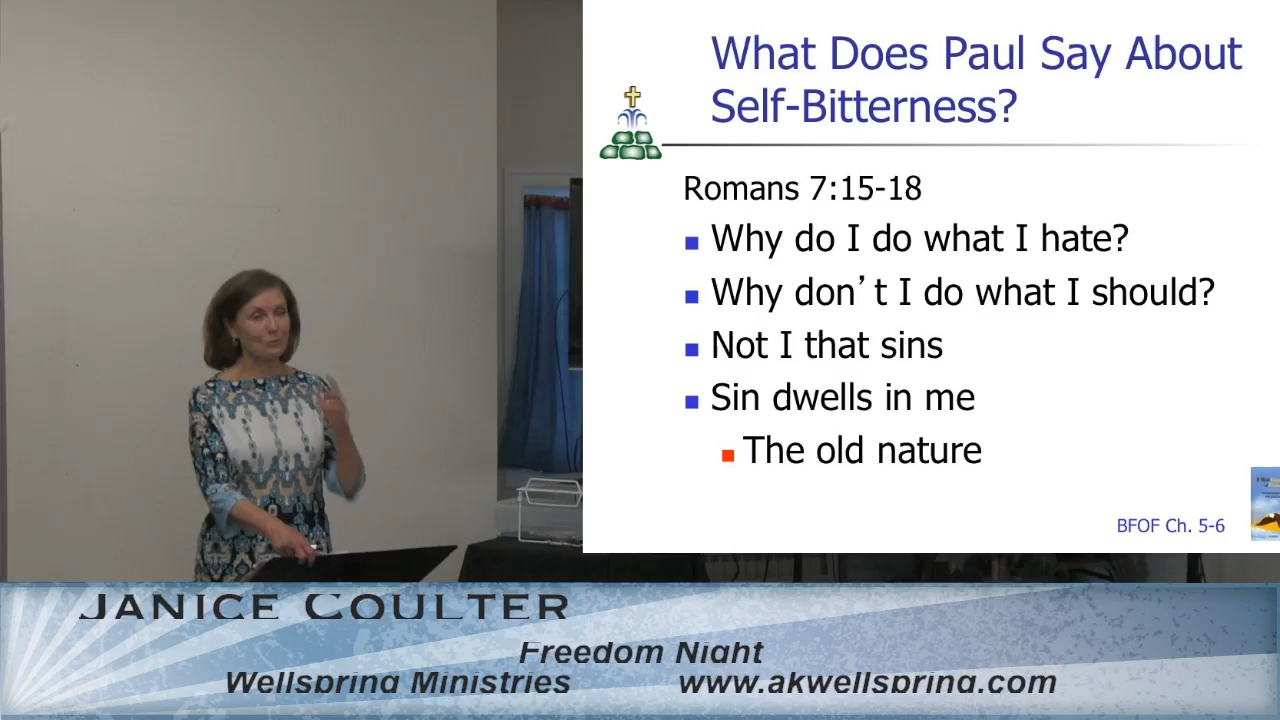 What Does Paul Say About
Self-Bitterness?
Romans 7:15-18
Why do I do what I hate?
Why don’t I do what I should?
Not I that sins
Sin dwells in me
The old nature
BFOF Ch. 5-6
JANICE COULTER
Freedom Night
Wellspring Ministries www.akwellspring.com